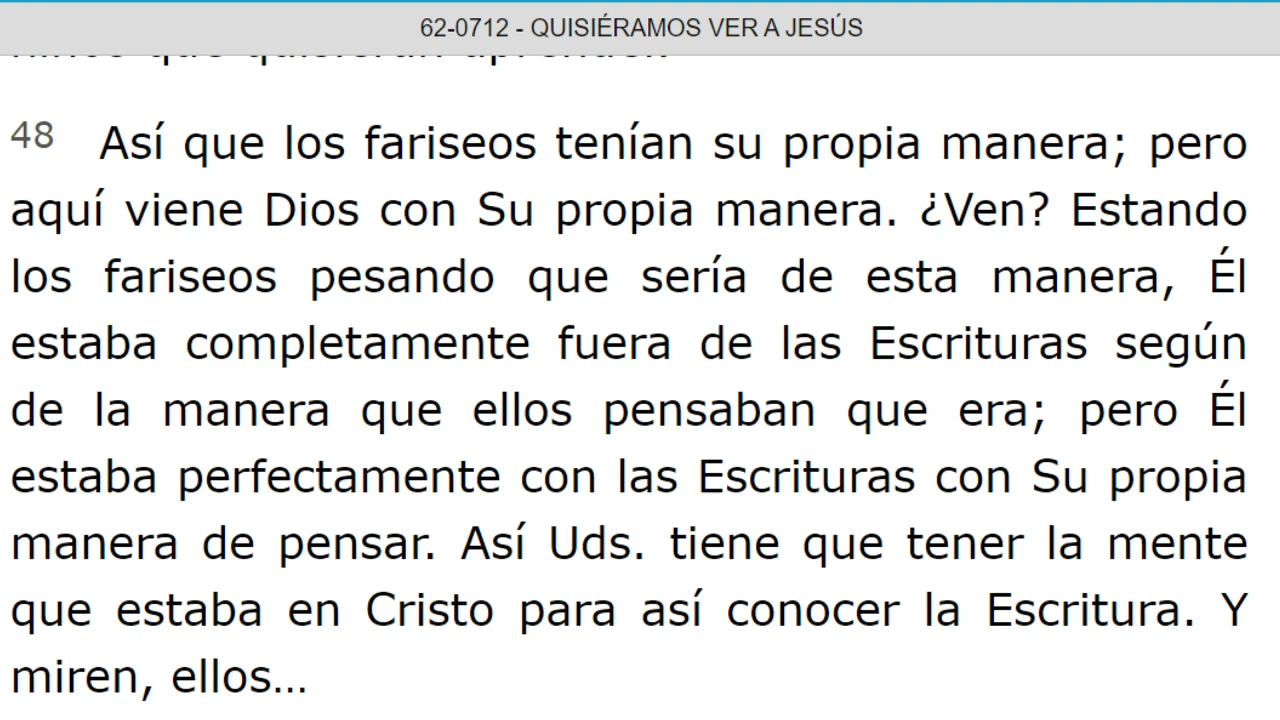 62-0712 - QUISIÉRAMOS VER A JESÚS
48 Así que los fariseos tenían su propia manera; pero
aquí viene Dios con Su propia manera. ¿Ven? Estando
los fariseos pesando que sería de esta manera, Él
estaba completamente fuera de las Escrituras según
de la manera que ellos pensaban que era; pero Él
estaba perfectamente con las Escrituras con Su propia
manera de pensar. Así Uds. tiene que tener la mente
que estaba en Cristo para así conocer la Escritura. Y
miren, ellos...